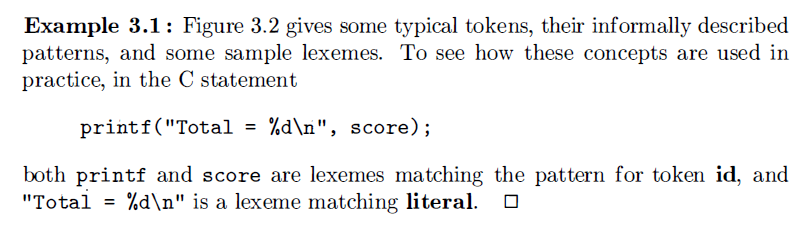 Example 3.1: Figure 3.2 gives some typical tokens, their informally described
patterns, and some sample lexemes. To see how these concepts are used in
practice, in the C statement
printf("Total = %d\n", score);
both printf and score are lexemes matching the pattern for token id, and
"Total = %d\n" is a lexeme matching literal. □